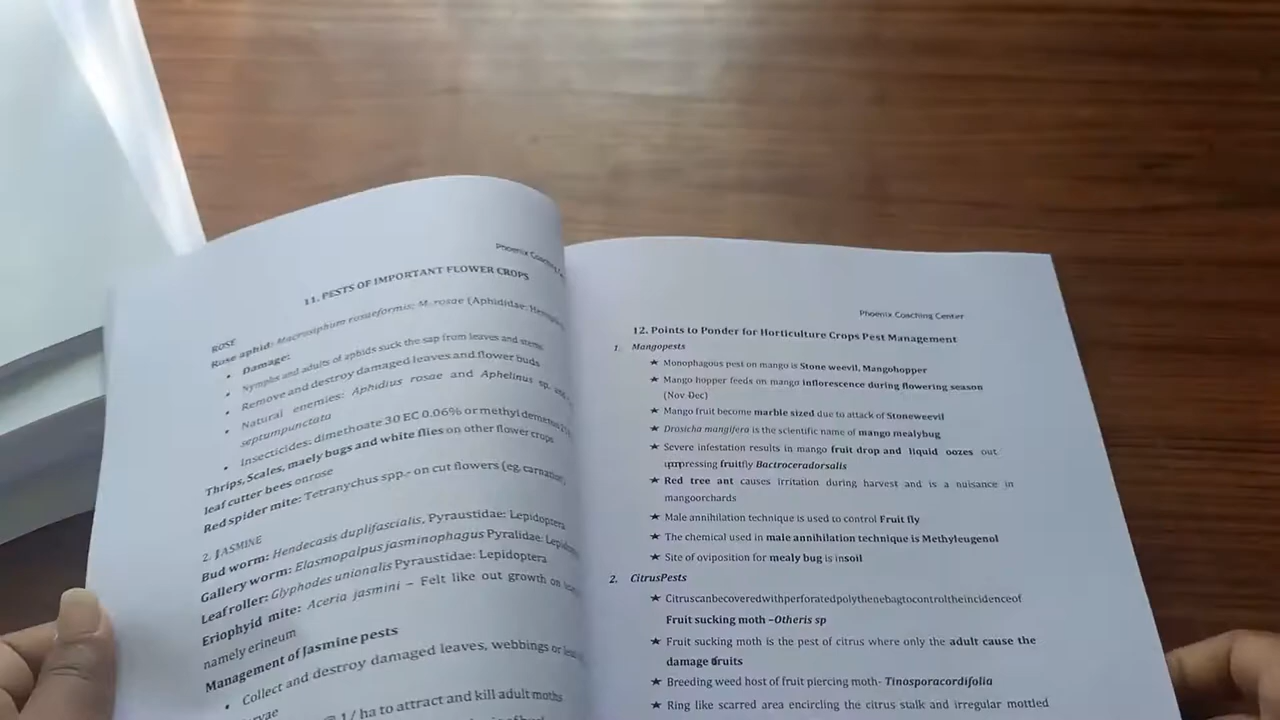 Phoenix Coaching
11. PESTS OF IMPORTANT FLOWER CROPS
ROSE
Rose aphid: Macrosiphum rosaeformis; M. rosae (Aphididae:
Damage:
Nymphs and adults of aphids suck the sap from leaves and stems
Remove and destroy damaged leaves and flower buds
Natural enemies: Aphidius rosae and Aphelinus sp,
septumpunctata
Insecticides: dimethoate 30 EC 0.06% or methyl
Thrips, Scales, maely bugs and white flies on other flower crops
leaf cutter bees onrose
Red spider mite: Tetranychus spp.- on cut flowers (eg, carnation,
2. JASMINE
Bud worm: Hendecasis duplifascialis, Pyraustidae: Lepidoptera
Gallery worm: Elasmopalpus jasminophagus Pyralidae:
Leaf roller: Glyphodes unionalis Pyraustidae: Lepidoptera
Eriophyid mite: Aceria jasmini – Felt like out growth on
namely erineum
Management of Jasmine pests
Collect and destroy damaged leaves, webbings or
1/ ha to attract and kill adult moths
Phoenix Coaching Center
12. Points to Ponder for Horticulture Crops Pest Management
1. Mangopests
★ Monophagous pest on mango is Stone weevil, Mangohopper
★ Mango hopper feeds on mango inflorescence during flowering season
(Nov Dec)
★ Mango fruit become marble sized due to attack of Stoneweevil
★ Drosicha mangifera is the scientific name of mango mealybug
★ Severe infestation results in mango fruit drop and liquid oozes out
pressing fruitfly Bactroceradorsalis
★ Red tree ant causes irritation during harvest and is a nuisance in
mangoorchards
★ Male annihilation technique is used to control Fruit fly
★ The chemical used in male annihilation technique is Methyleugenol
★ Site of oviposition for mealy bug is insoil
2. CitrusPests
★ Citruscanbecoveredwithperforatedpolythenebagtocontroltheincidenceof
Fruit sucking moth –Otheris sp
★ Fruit sucking moth is the pest of citrus where only the adult cause the
damage
★ Breeding weed host of fruit piercing moth- Tinosporacordifolia
★ Ring like scarred area encircling the citrus stalk and irregular mottled